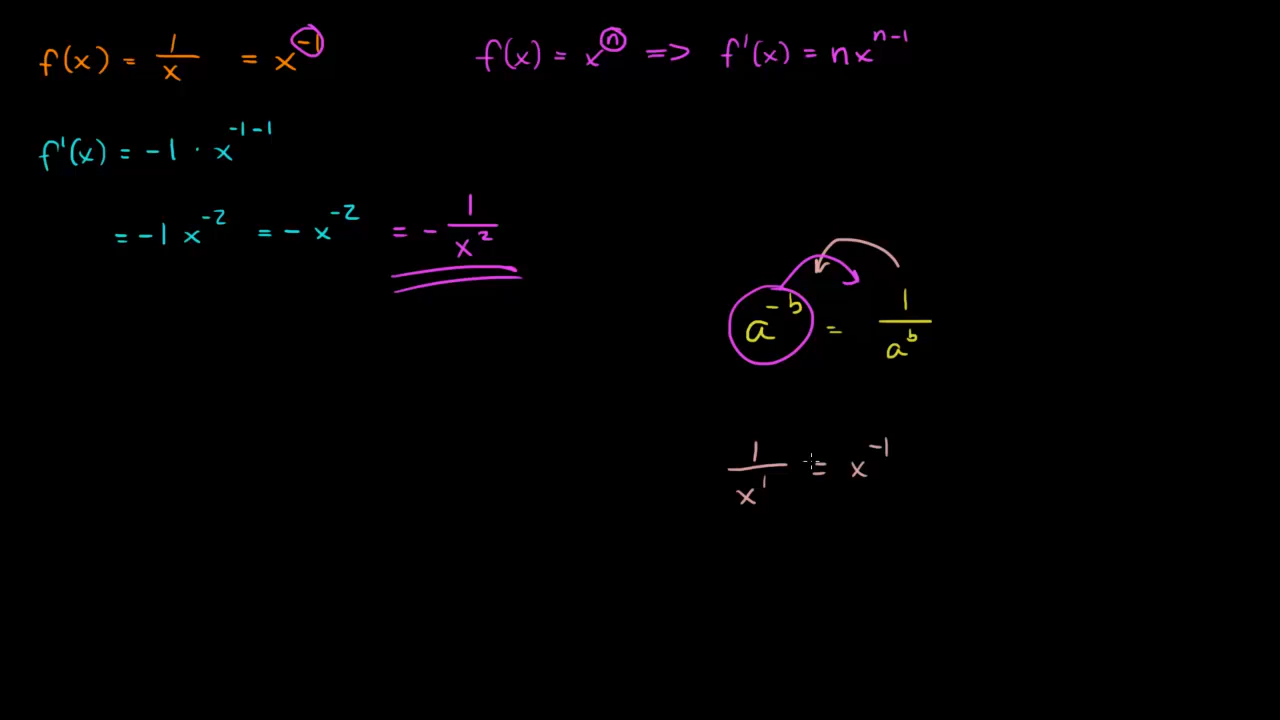 f(x) = 1/x = x^-1
f(x) = x^n => f'(x) = nx^n-1
f'(x) = -1 · x^-1-1
= -1 x^-2 = -x^-2 = - 1/x^2
a^-b = 1/a^b
1/x^1 = x^-1